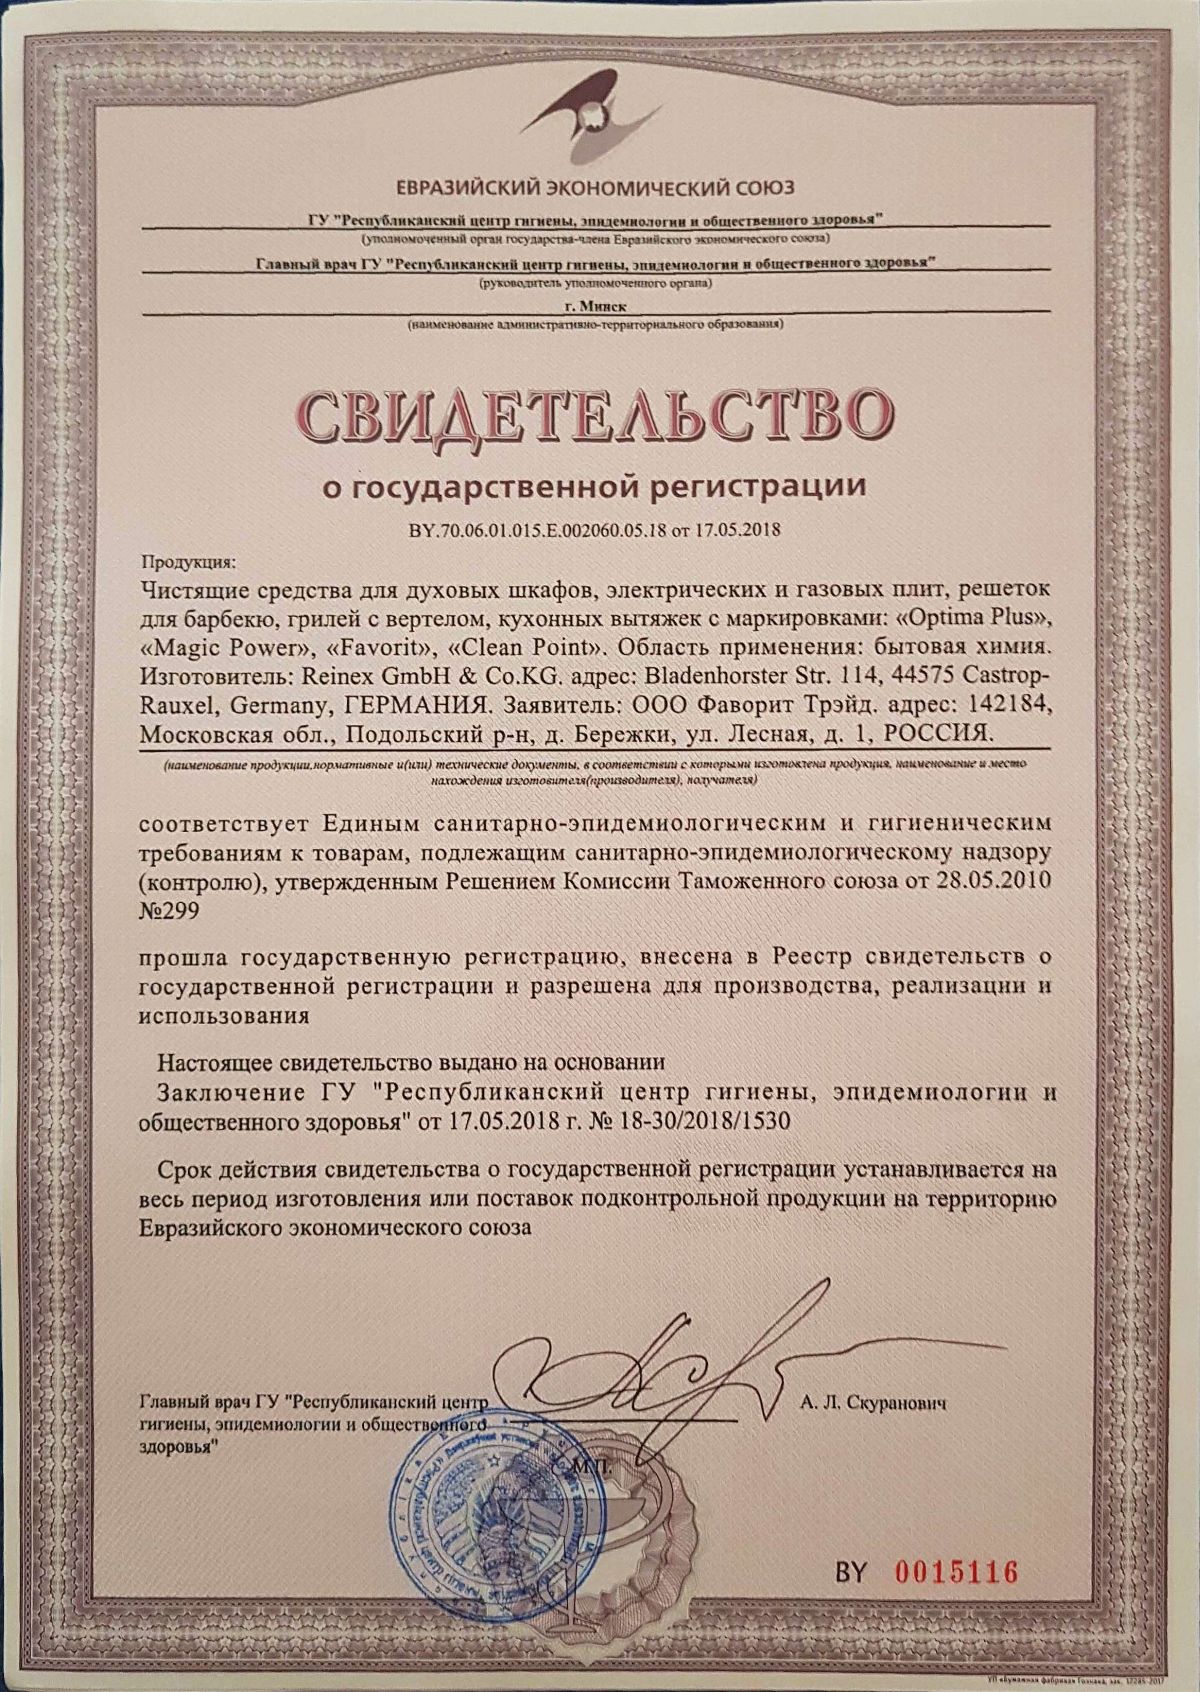 ЕВРАЗИЙСКИЙ ЭКОНОМИЧЕСКИЙ СОЮЗ
ГУ "Республиканский центр гигиены, эпидемиологии и общественного здоровья"
(уполномоченный орган государства-члена Евразийского экономического союза)
Главный врач ГУ "Республиканский центр гигиены, эпидемиологии и общественного здоровья"
(руководитель уполномоченного органа)
г. Минск
(наименование административно-территориального образования)
СВИДЕТЕЛЬСТВО
о государственной регистрации
BY.70.06.01.015.Е.002060.05.18 от 17.05.2018
Продукция:
Чистящие средства для духовых шкафов, электрических и газовых плит, решеток
для барбекю, грилей с вертелом, кухонных вытяжек с маркировками: «Optima Plus»,
«Magic Power», «Favorit», «Clean Point». Область применения: бытовая химия.
Изготовитель: Reinex GmbH & Co.KG. адрес: Bladenhorster Str. 114, 44575 Castrop-
Rauxel, Germany, ГЕРМАНИЯ. Заявитель: ООО Фаворит Трэйд. адрес: 142184,
Московская обл., Подольский р-н, д. Бережки, ул. Лесная, д. 1, РОССИЯ.
(наименование продукции,нормативные и(или) технические документы, в соответствии с которыми изготовлена продукция, наименование и место
нахождения изготовителя(производителя), получателя)
соответствует Единым санитарно-эпидемиологическим и гигиеническим
требованиям к товарам, подлежащим санитарно-эпидемиологическому надзору
(контролю), утвержденным Решением Комиссии Таможенного союза от 28.05.2010
№299
прошла государственную регистрацию, внесена в Реестр свидетельств о
государственной регистрации и разрешена для производства, реализации и
использования
Настоящее свидетельство выдано на основании
Заключение ГУ "Республиканский центр гигиены, эпидемиологии и
общественного здоровья" от 17.05.2018 г. № 18-30/2018/1530
Срок действия свидетельства о государственной регистрации устанавливается на
весь период изготовления или поставок подконтрольной продукции на территорию
Евразийского экономического союза
Главный врач ГУ "Республиканский центр
гигиены, эпидемиологии и общественного
здоровья"
А. Л. Скуранович
М.П.
BY 0015116
УП «Бумажная фабрика» Гознака, зак. 12285-2017